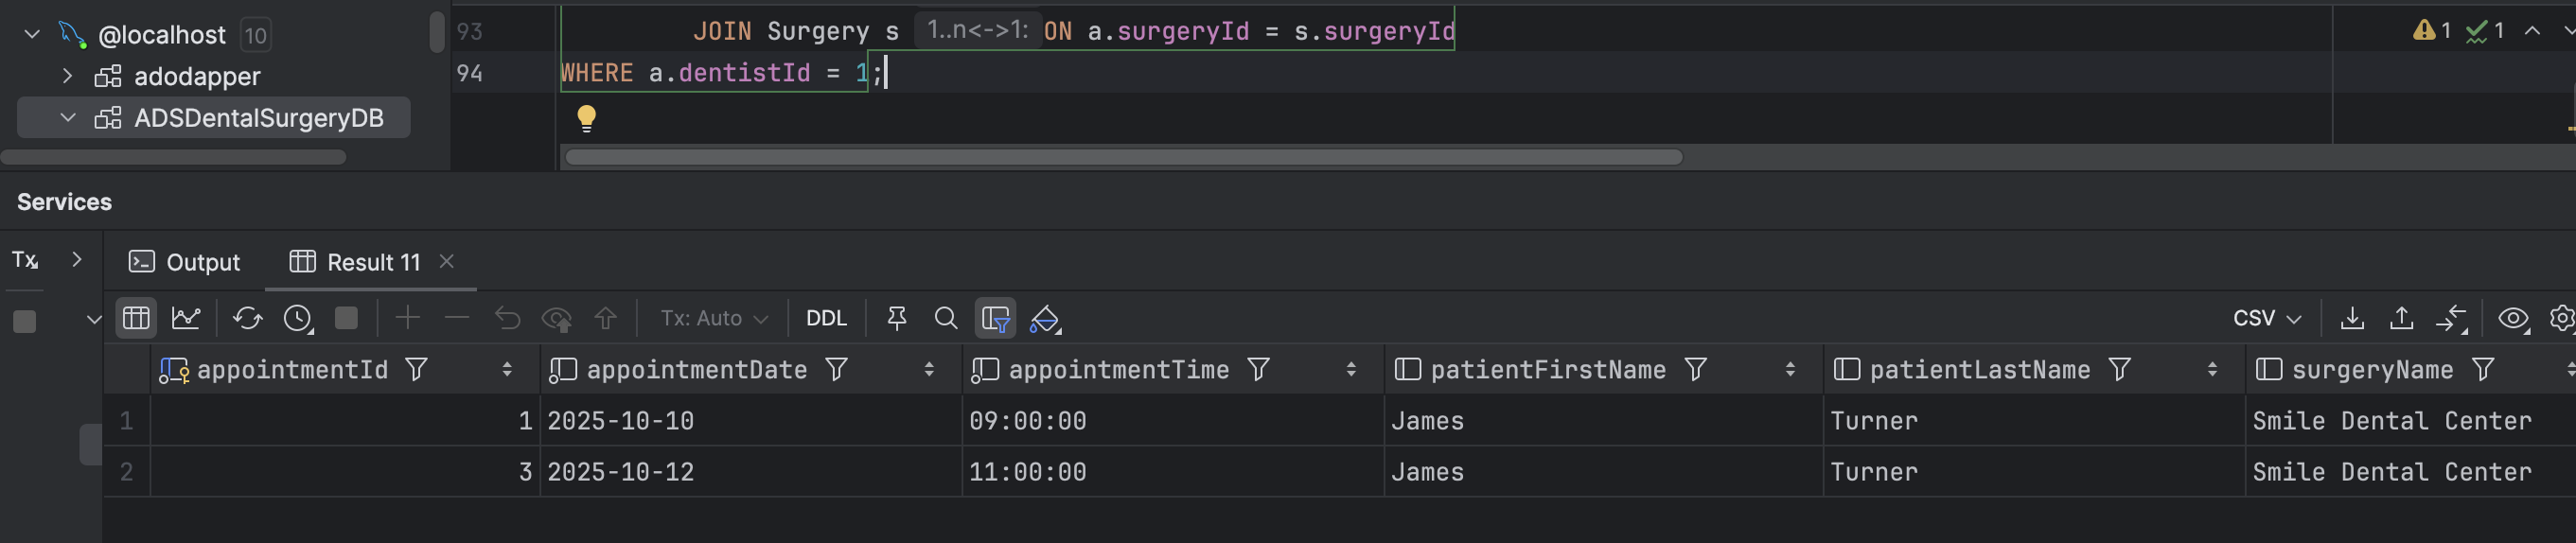 @localhost 10
adodapper
ADSDentalSurgeryDB
93 JOIN Surgery s 1..n<->1: ON a.surgeryId = s.surgeryId
94 WHERE a.dentistId = 1;
1 1
Services
Tx
Output Result 11
Tx: Auto DDL CSV
appointmentId appointmentDate appointmentTime patientFirstName patientLastName surgeryName
1 1 2025-10-10 09:00:00 James Turner Smile Dental Center
2 3 2025-10-12 11:00:00 James Turner Smile Dental Center